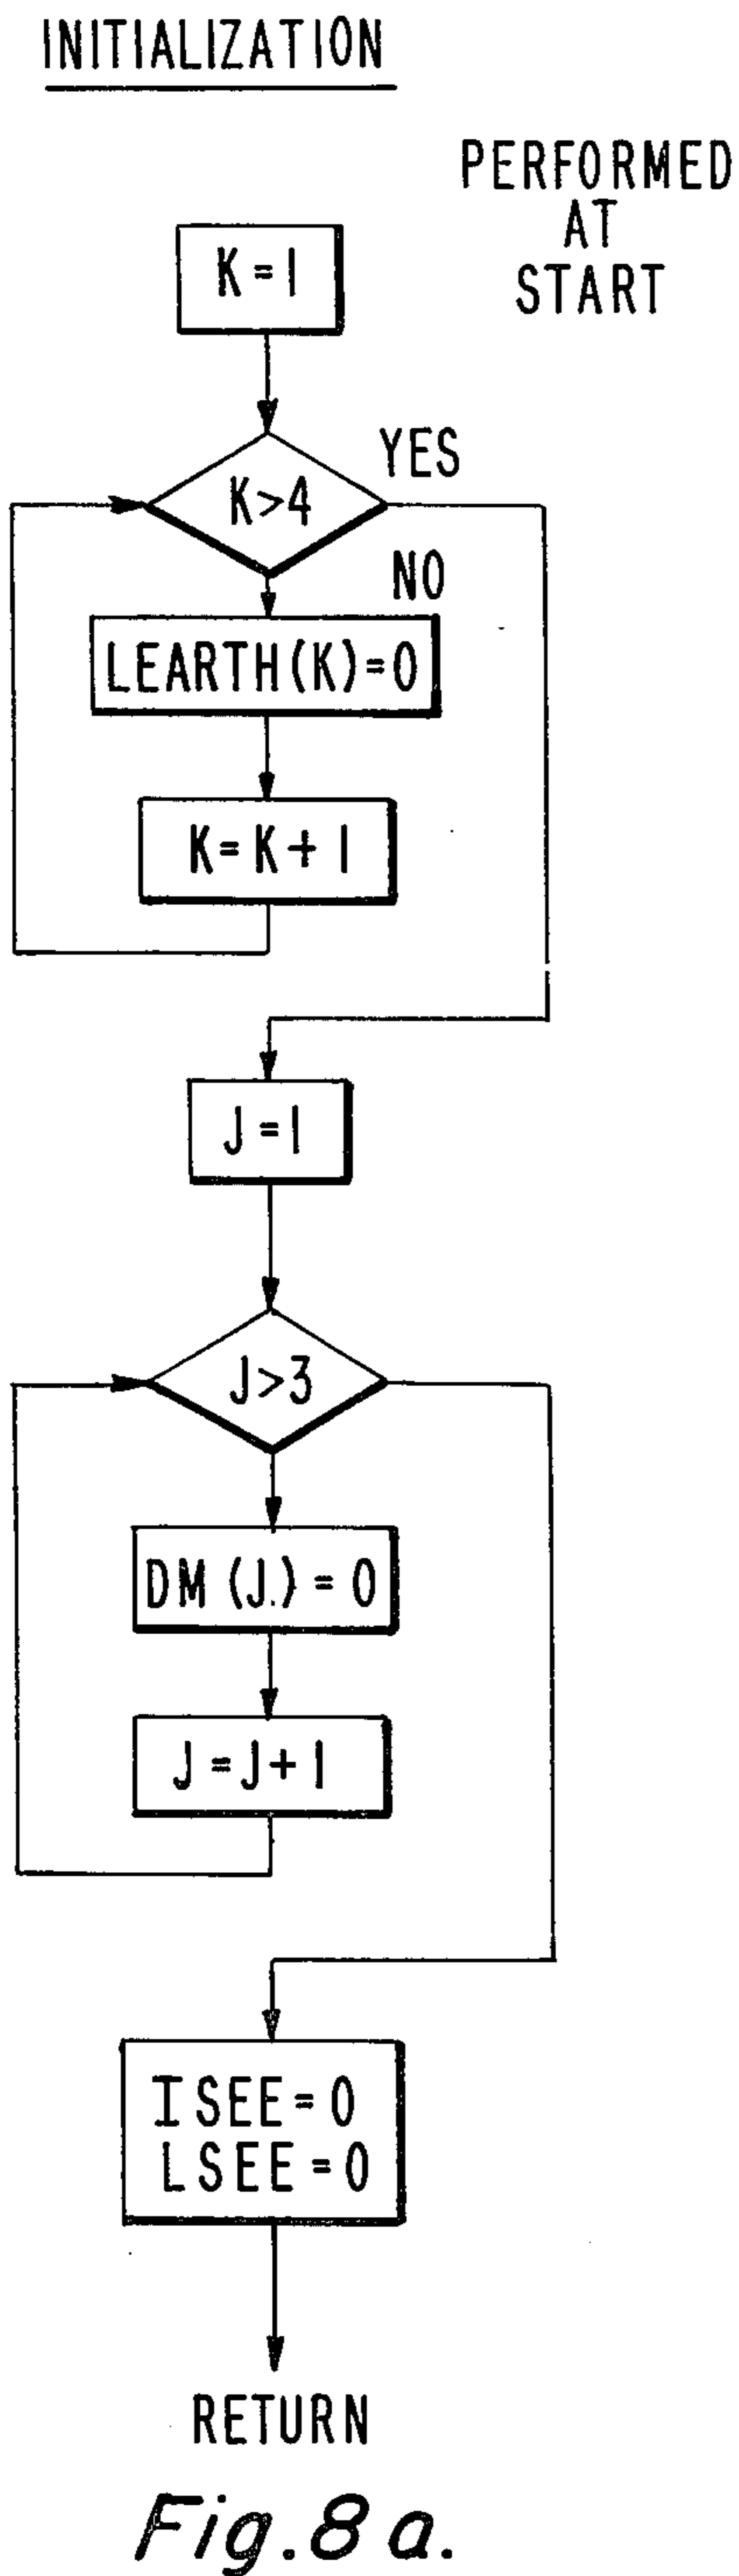 INITIALIZATION
PERFORMED
AT
START
K=1
K>4
YES
NO
LEARTH(K)=0
K=K+1
J=1
J>3
DM (J.) = 0
J=J+1
ISEE=0
LSEE=0
RETURN
Fig.8a.